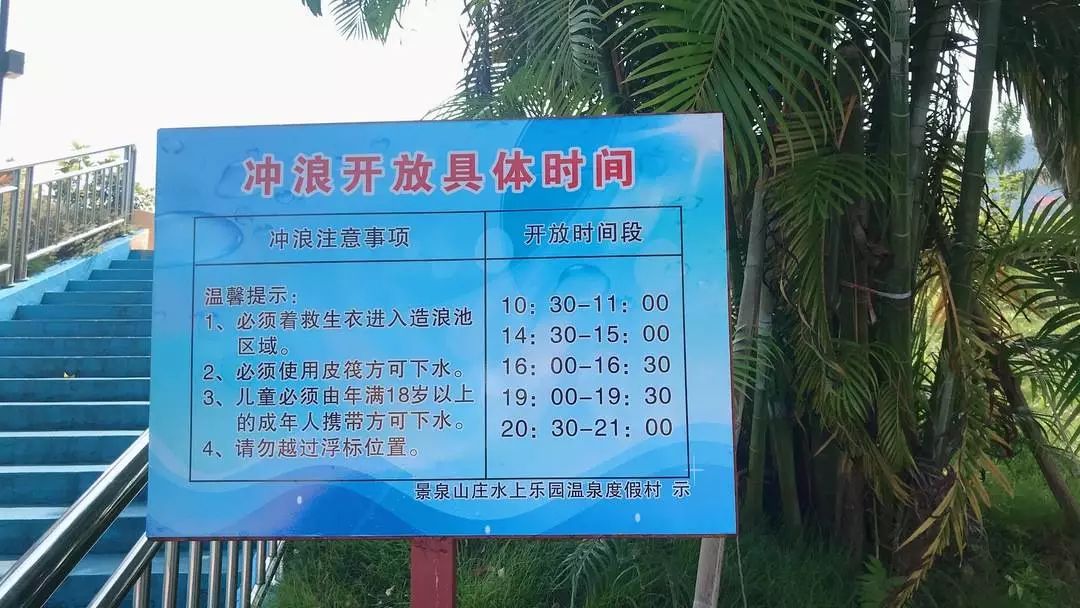 冲浪开放具体时间
冲浪注意事项
开放时间段
温馨提示：
1、必须着救生衣进入造浪池
区域。
2、必须使用皮筏方可下水。
3、儿童必须由年满18岁以上
的成年人携带方可下水。
4、请勿越过浮标位置。
10：30-11：00
14：30-15：00
16：00-16：30
19：00-19：30
20：30-21：00
景泉山庄水上乐园温泉度假村 示